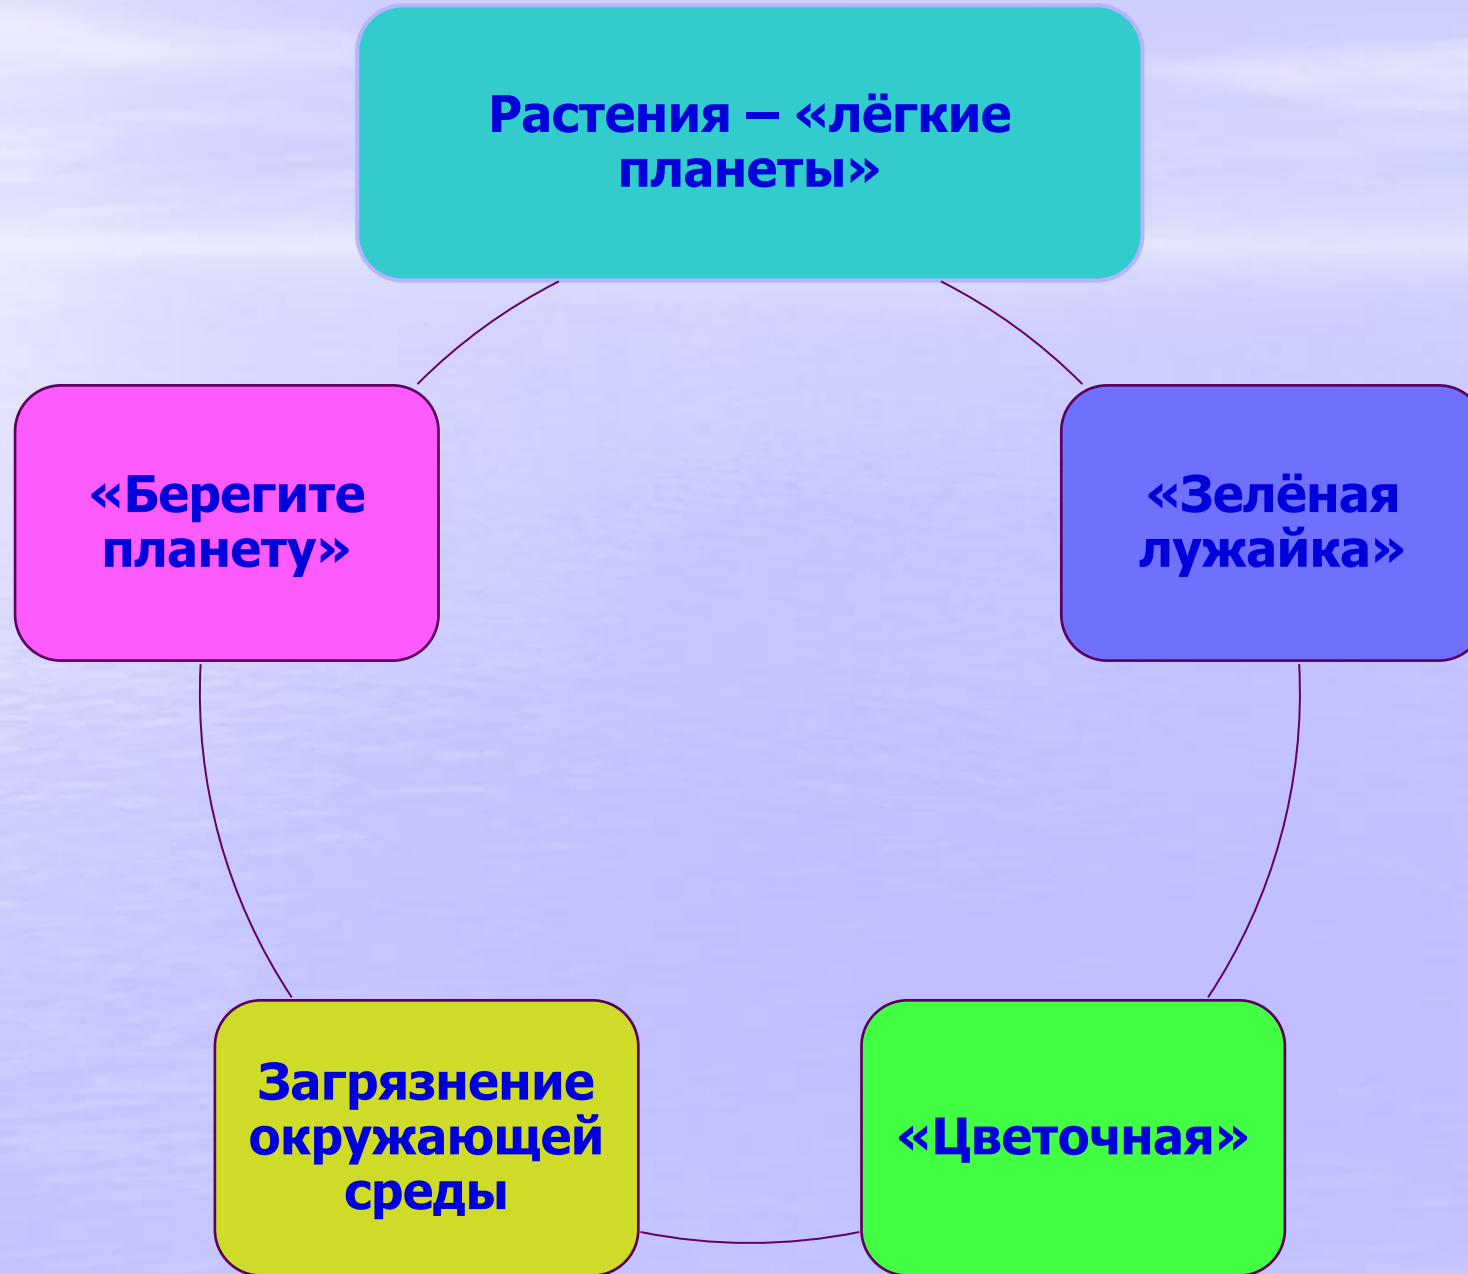 Растения – «лёгкие
планеты»
«Берегите
планету»
«Зелёная
лужайка»
Загрязнение
окружающей
среды
«Цветочная»